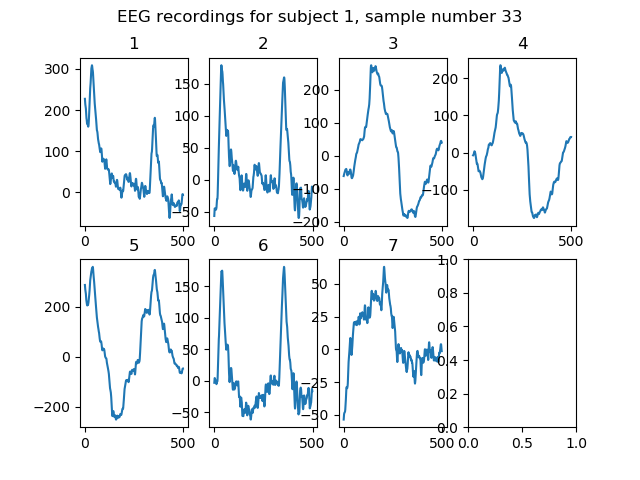 EEG recordings for subject 1, sample number 33
1 2 3 4
300 200 100 0
150 100 50 0 −50
200 100 0 −100 −200
200 100 0 −100
0 500 0 500 0 500 0 500
5 6 7
200 0 −200
150 100 50 0 −50
50 25 0 −25 −50
1.0 0.8 0.6 0.4 0.2 0.0
0 500 0 500 0 500 0.0 0.5 1.0